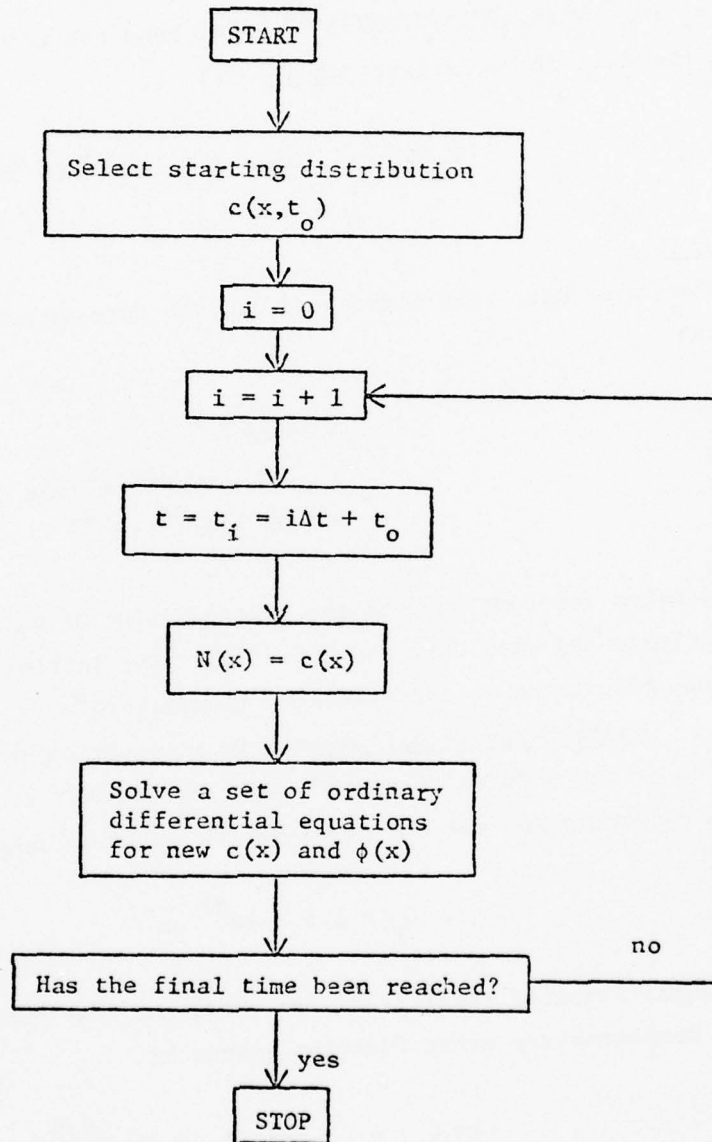 START
Select starting distribution
c(x,t_o)
i = 0
i = i + 1
t = t_i = iΔt + t_o
N(x) = c(x)
Solve a set of ordinary
differential equations
for new c(x) and ϕ(x)
no
Has the final time been reached?
yes
STOP